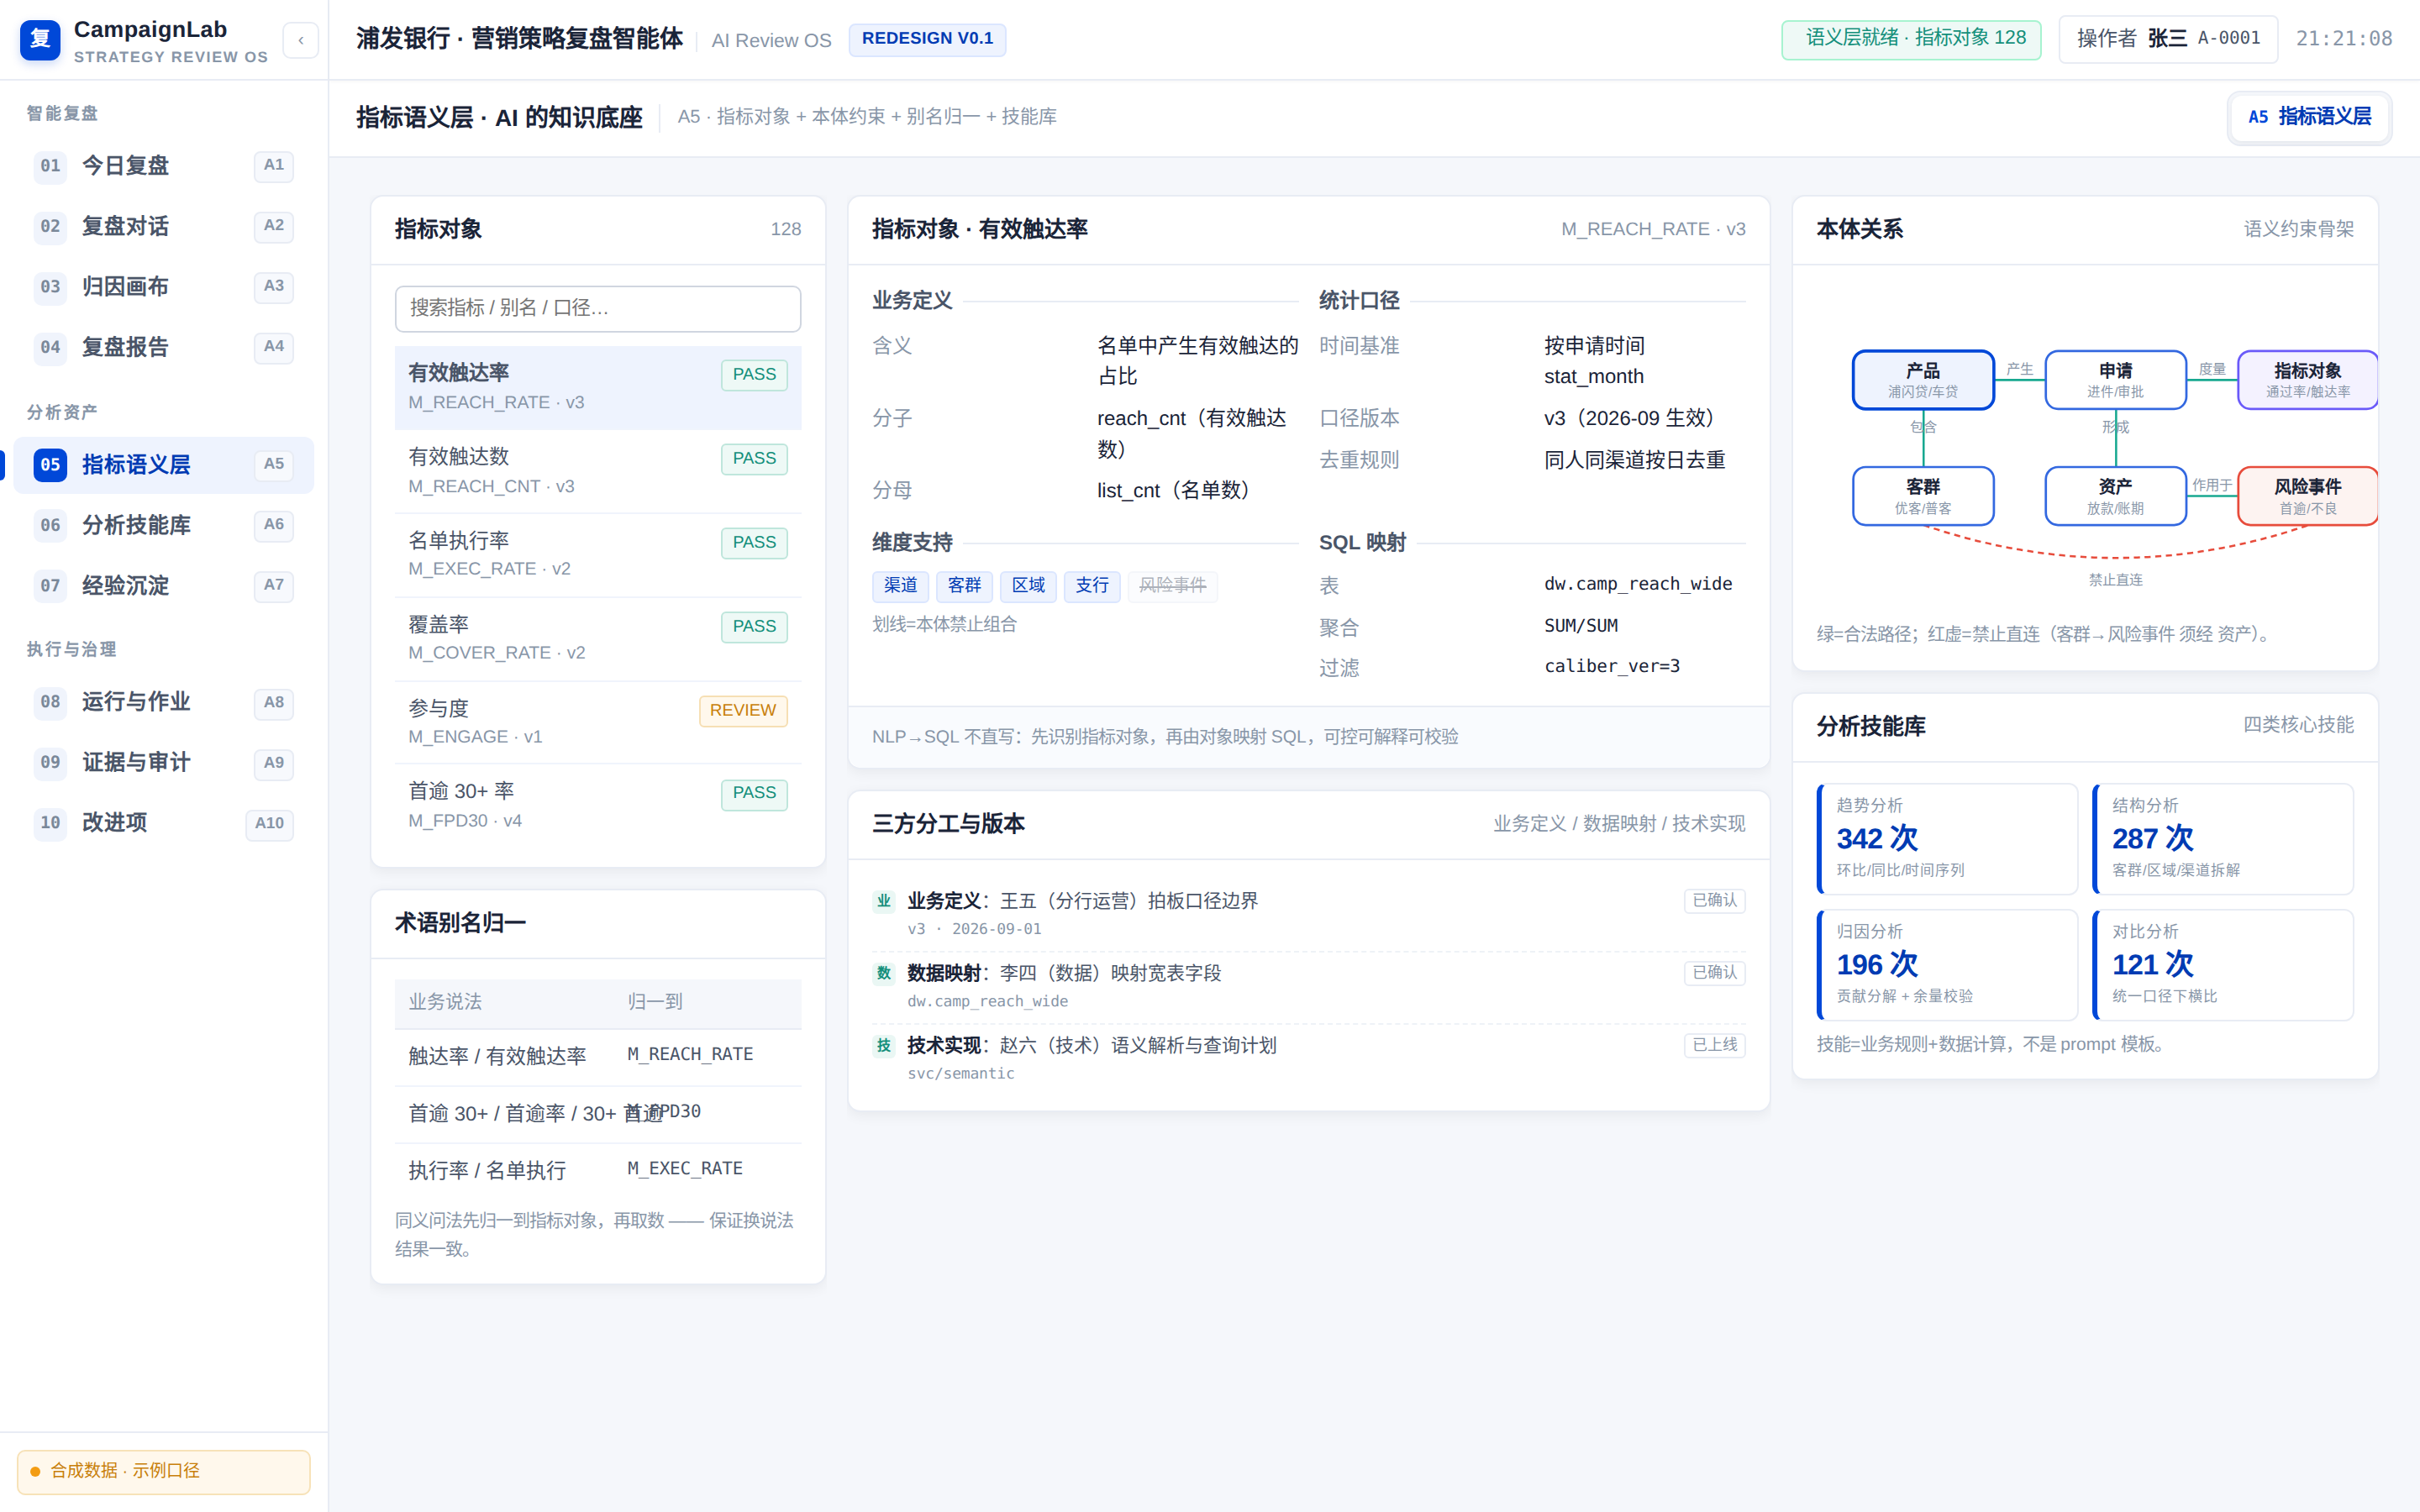 复
CampaignLab
STRATEGY REVIEW OS
‹
浦发银行 · 营销策略复盘智能体
AI Review OS
REDESIGN V0.1
语义层就绪 · 指标对象 128
操作者 张三 A-0001
21:21:08
智能复盘
01 今日复盘 A1
02 复盘对话 A2
03 归因画布 A3
04 复盘报告 A4
分析资产
05 指标语义层 A5
06 分析技能库 A6
07 经验沉淀 A7
执行与治理
08 运行与作业 A8
09 证据与审计 A9
10 改进项 A10
合成数据 · 示例口径
指标语义层 · AI 的知识底座
A5 · 指标对象 + 本体约束 + 别名归一 + 技能库
A5 指标语义层
指标对象 128
搜索指标 / 别名 / 口径…
有效触达率 PASS
M_REACH_RATE · v3
有效触达数 PASS
M_REACH_CNT · v3
名单执行率 PASS
M_EXEC_RATE · v2
覆盖率 PASS
M_COVER_RATE · v2
参与度 REVIEW
M_ENGAGE · v1
首逾 30+ 率 PASS
M_FPD30 · v4
术语别名归一
业务说法 归一到
触达率 / 有效触达率 M_REACH_RATE
首逾 30+ / 首逾率 / 30+ 首逾 M_FPD30
执行率 / 名单执行 M_EXEC_RATE
同义问法先归一到指标对象，再取数 —— 保证换说法
结果一致。
指标对象 · 有效触达率 M_REACH_RATE · v3
业务定义
含义 名单中产生有效触达的
占比
分子 reach_cnt（有效触达
数）
分母 list_cnt（名单数）
统计口径
时间基准 按申请时间
stat_month
口径版本 v3（2026-09 生效）
去重规则 同人同渠道按日去重
维度支持
渠道 客群 区域 支行 风险事件
划线=本体禁止组合
SQL 映射
表 dw.camp_reach_wide
聚合 SUM/SUM
过滤 caliber_ver=3
NLP→SQL 不直写：先识别指标对象，再由对象映射 SQL，可控可解释可校验
三方分工与版本 业务定义 / 数据映射 / 技术实现
业 业务定义：王五（分行运营）拍板口径边界 已确认
v3 · 2026-09-01
数 数据映射：李四（数据）映射宽表字段 已确认
dw.camp_reach_wide
技 技术实现：赵六（技术）语义解析与查询计划 已上线
svc/semantic
本体关系 语义约束骨架
产品 产生 申请 度量 指标对象
浦闪贷/车贷 进件/审批 通过率/触达率
包含 形成
客群 资产 作用于 风险事件
优客/普客 放款/账期 首逾/不良
禁止直连
绿=合法路径；红虚=禁止直连（客群→风险事件 须经 资产）。
分析技能库 四类核心技能
趋势分析
342 次
环比/同比/时间序列
结构分析
287 次
客群/区域/渠道拆解
归因分析
196 次
贡献分解 + 余量校验
对比分析
121 次
统一口径下横比
技能=业务规则+数据计算，不是 prompt 模板。